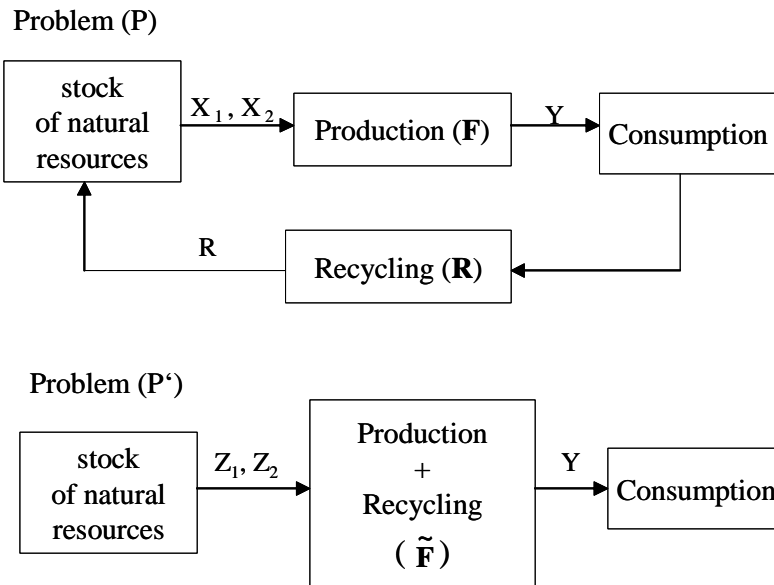 Problem (P)
stock
of natural
resources
X₁, X₂
Production (F)
Y
Consumption
R
Recycling (R)
Problem (P‘)
stock
of natural
resources
Z₁, Z₂
Production
+
Recycling
( F̃ )
Y
Consumption